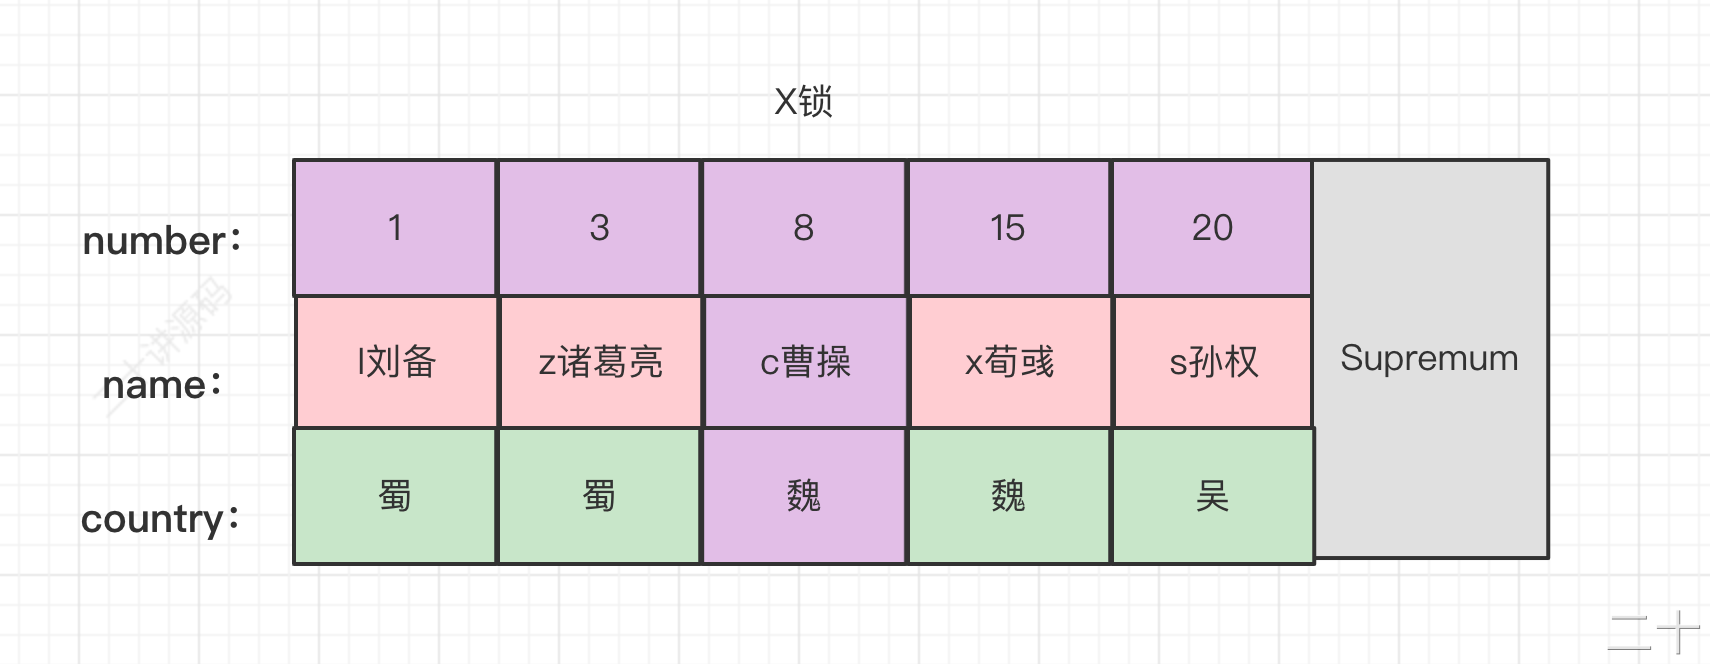 X锁
number： 1 3 8 15 20
name： l刘备 z诸葛亮 c曹操 x荀彧 s孙权 Supremum
country： 蜀 蜀 魏 魏 吴
二十讲源码
二十